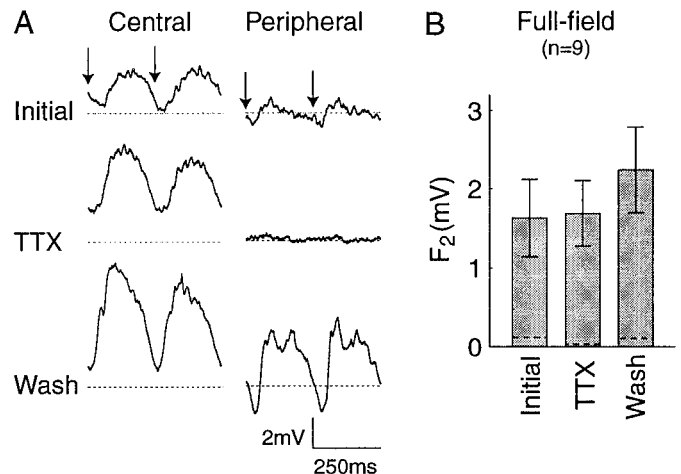 A
Central
Peripheral
Initial
TTX
Wash
2mV
250ms
B
Full-field
(n=9)
F₂(mV)
3
2
1
0
Initial
TTX
Wash